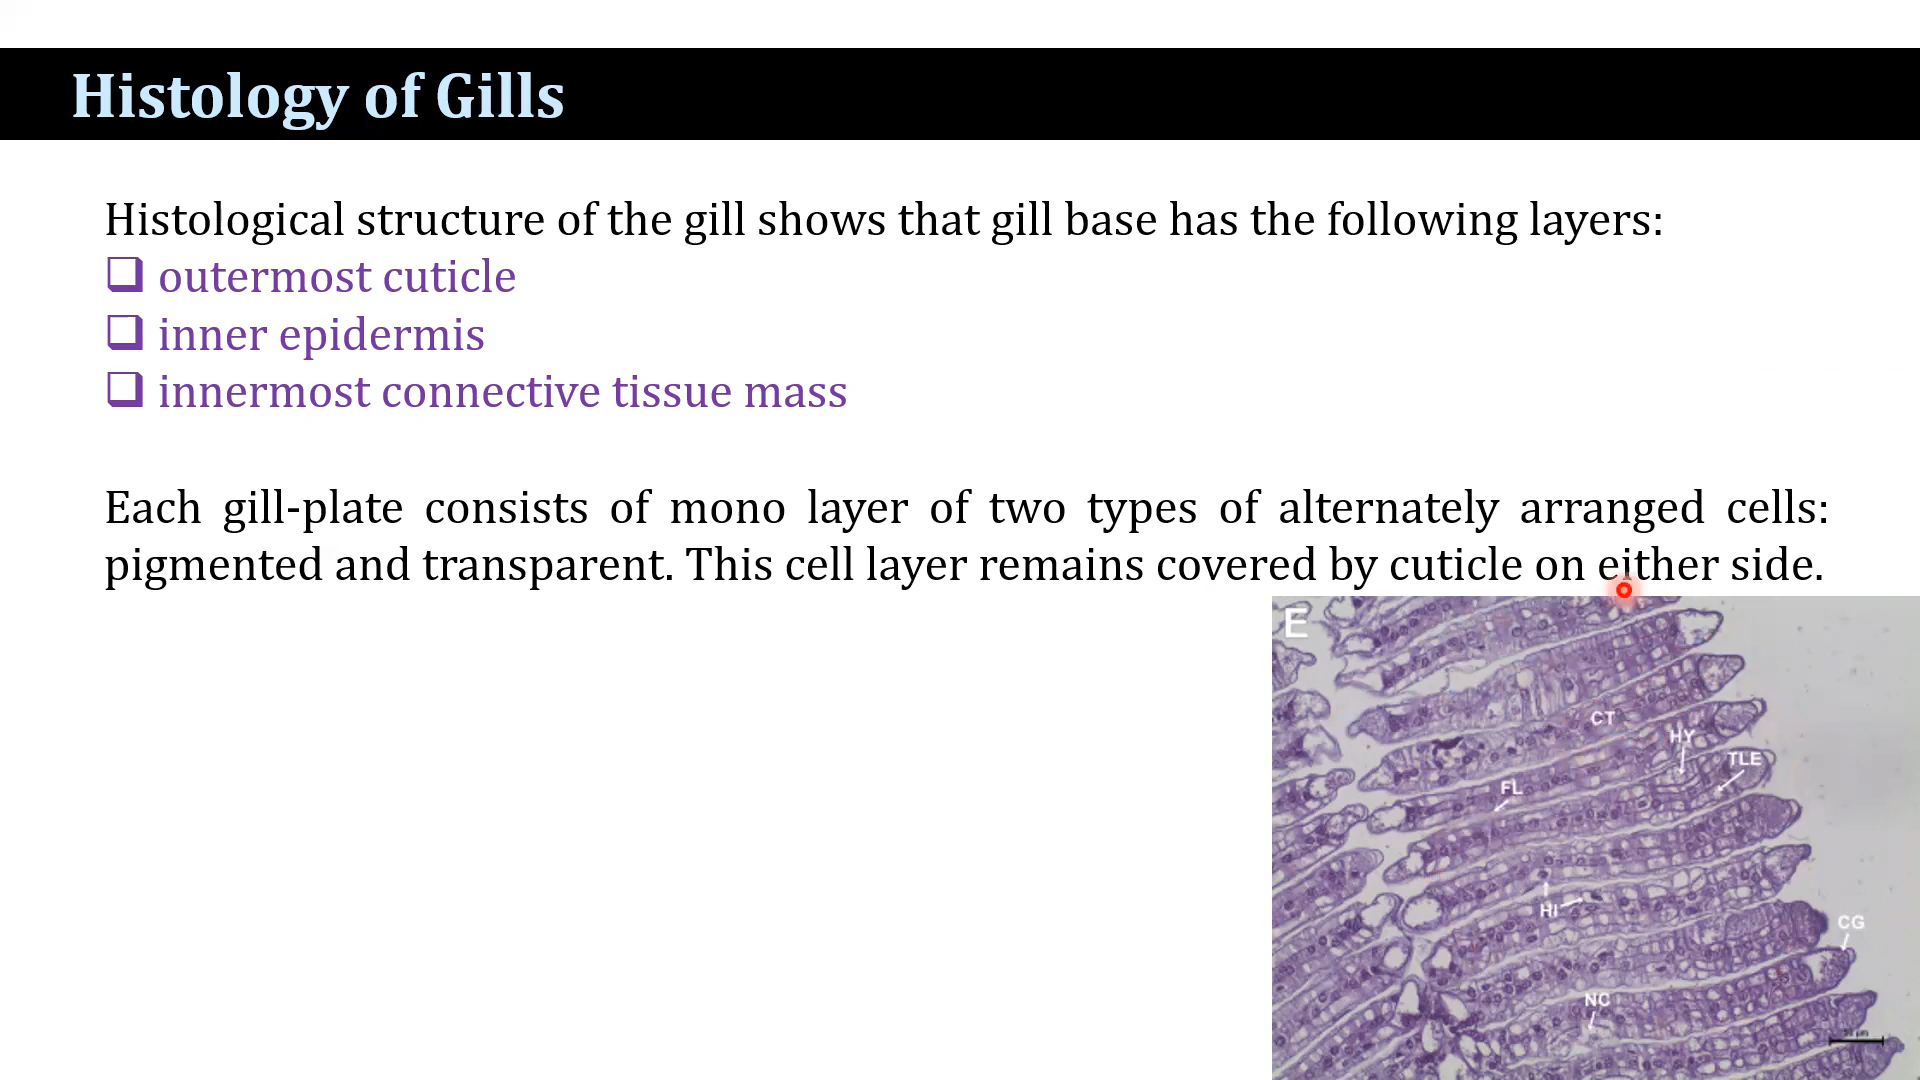 Histology of Gills
Histological structure of the gill shows that gill base has the following layers:
❑ outermost cuticle
❑ inner epidermis
❑ innermost connective tissue mass
Each gill-plate consists of mono layer of two types of alternately arranged cells:
pigmented and transparent. This cell layer remains covered by cuticle on either side.
E
CT
HY
TLE
FL
HI
CG
NC